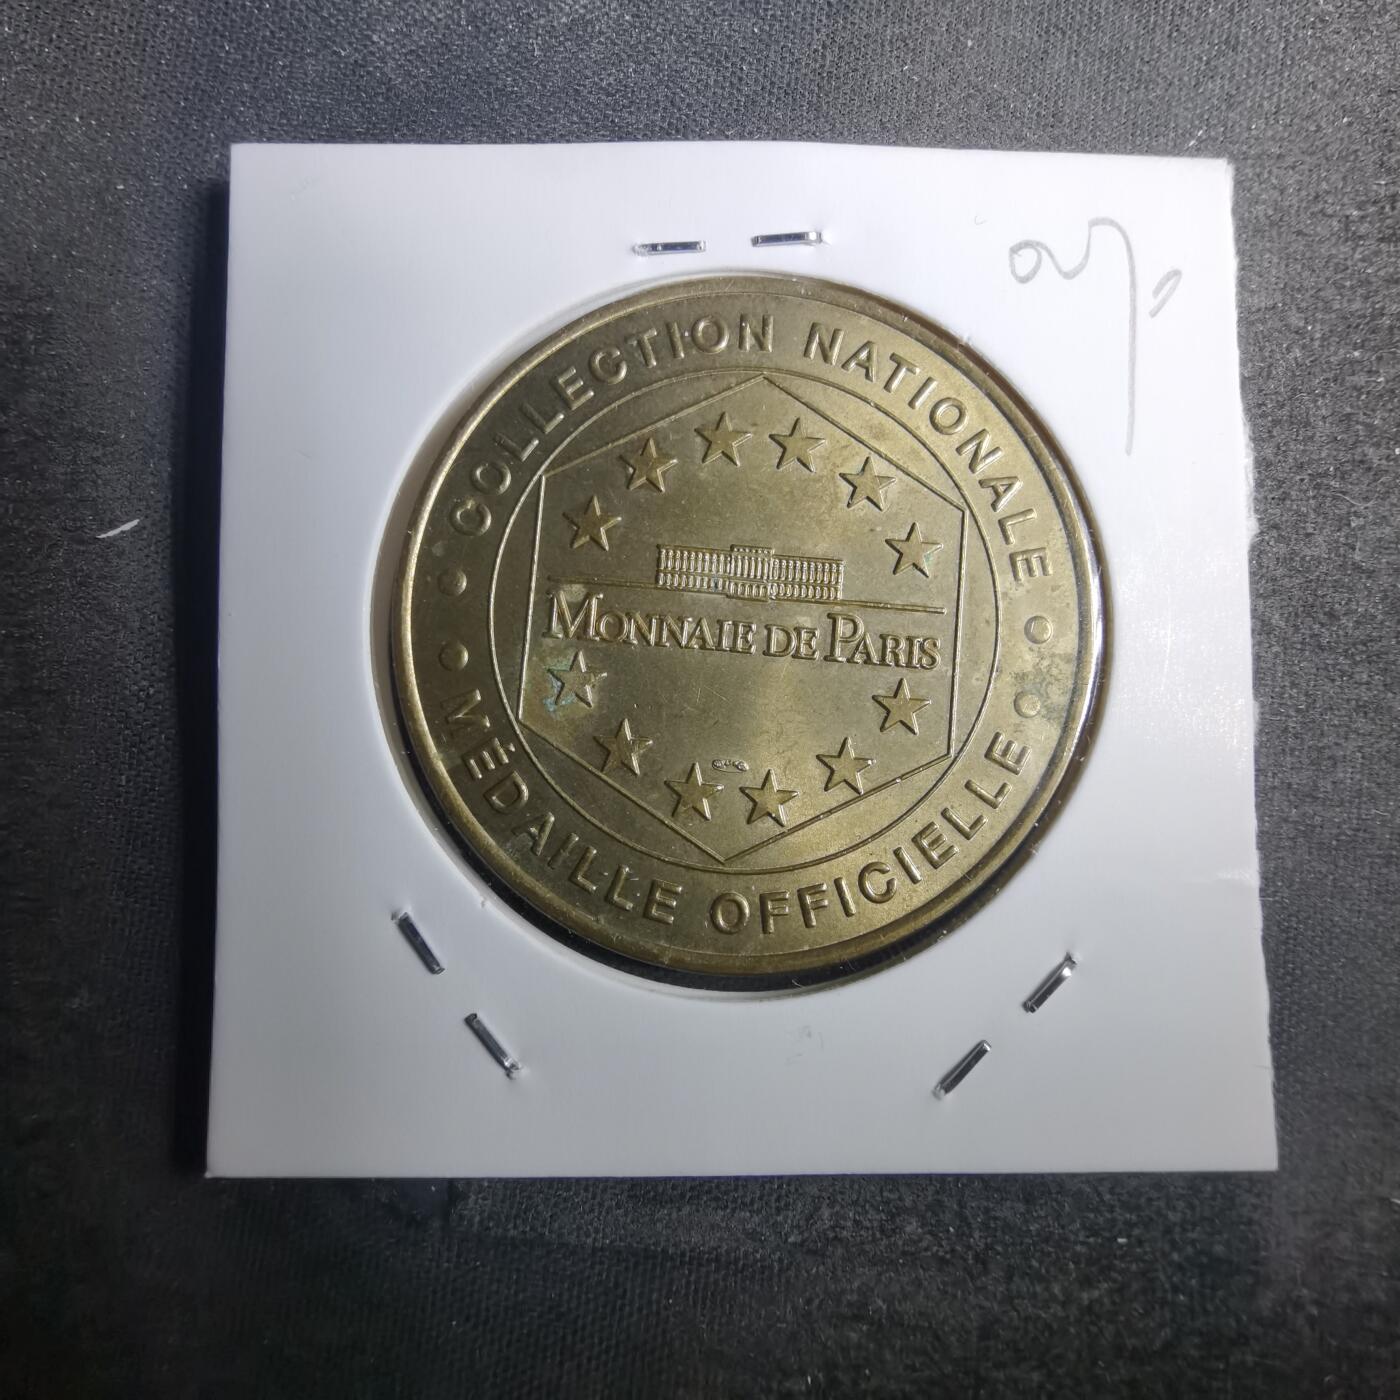 COLLECTION NATIONALE
MONNAIE DE PARIS
MÉDAILLE OFFICIELLE